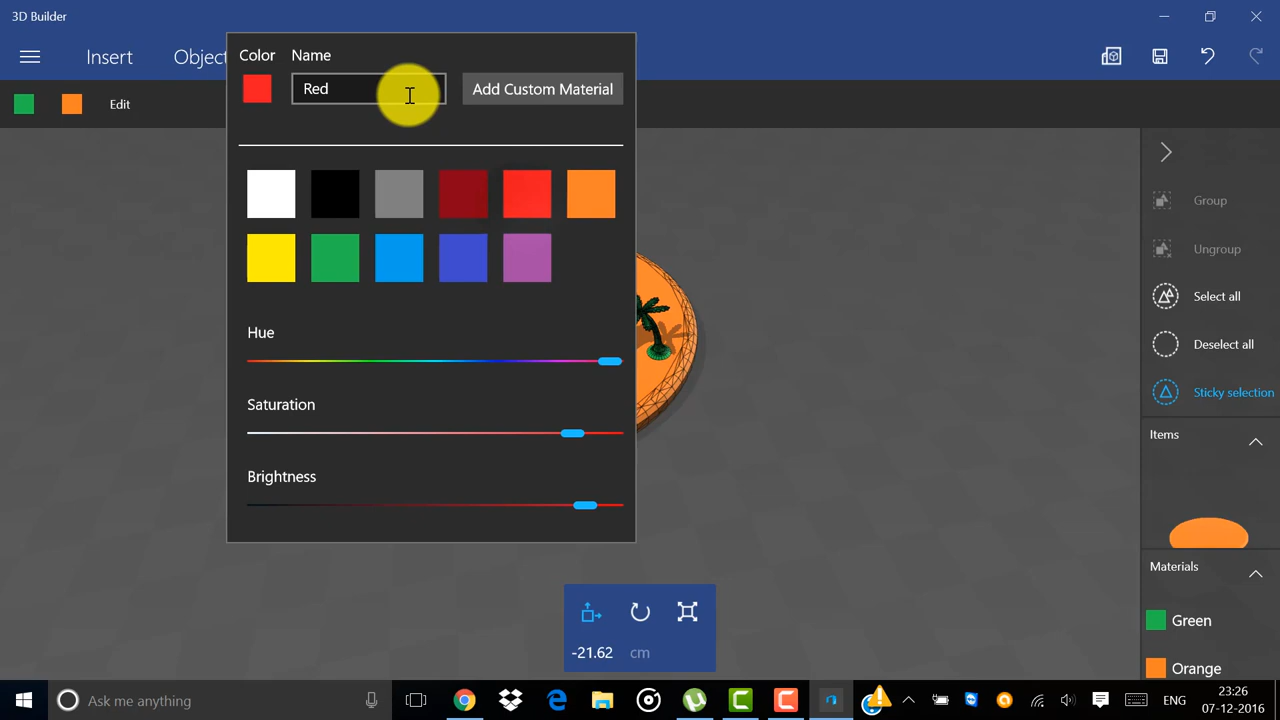 3D Builder
Insert
Objec
Edit
Color
Name
Red
Add Custom Material
Hue
Saturation
Brightness
Group
Ungroup
Select all
Deselect all
Sticky selection
Items
Materials
Green
Orange
-21.62 cm
Ask me anything
ENG
23:26
07-12-2016